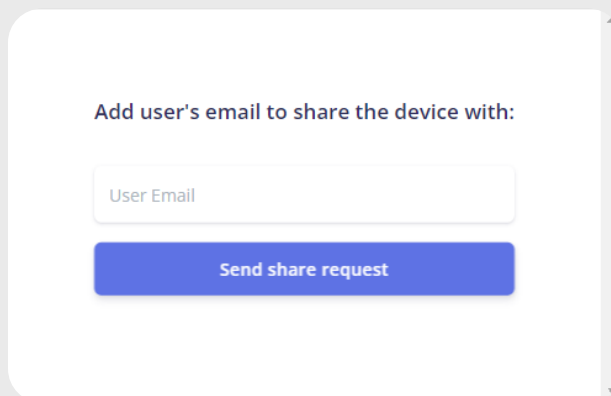 Add user's email to share the device with:
User Email
Send share request